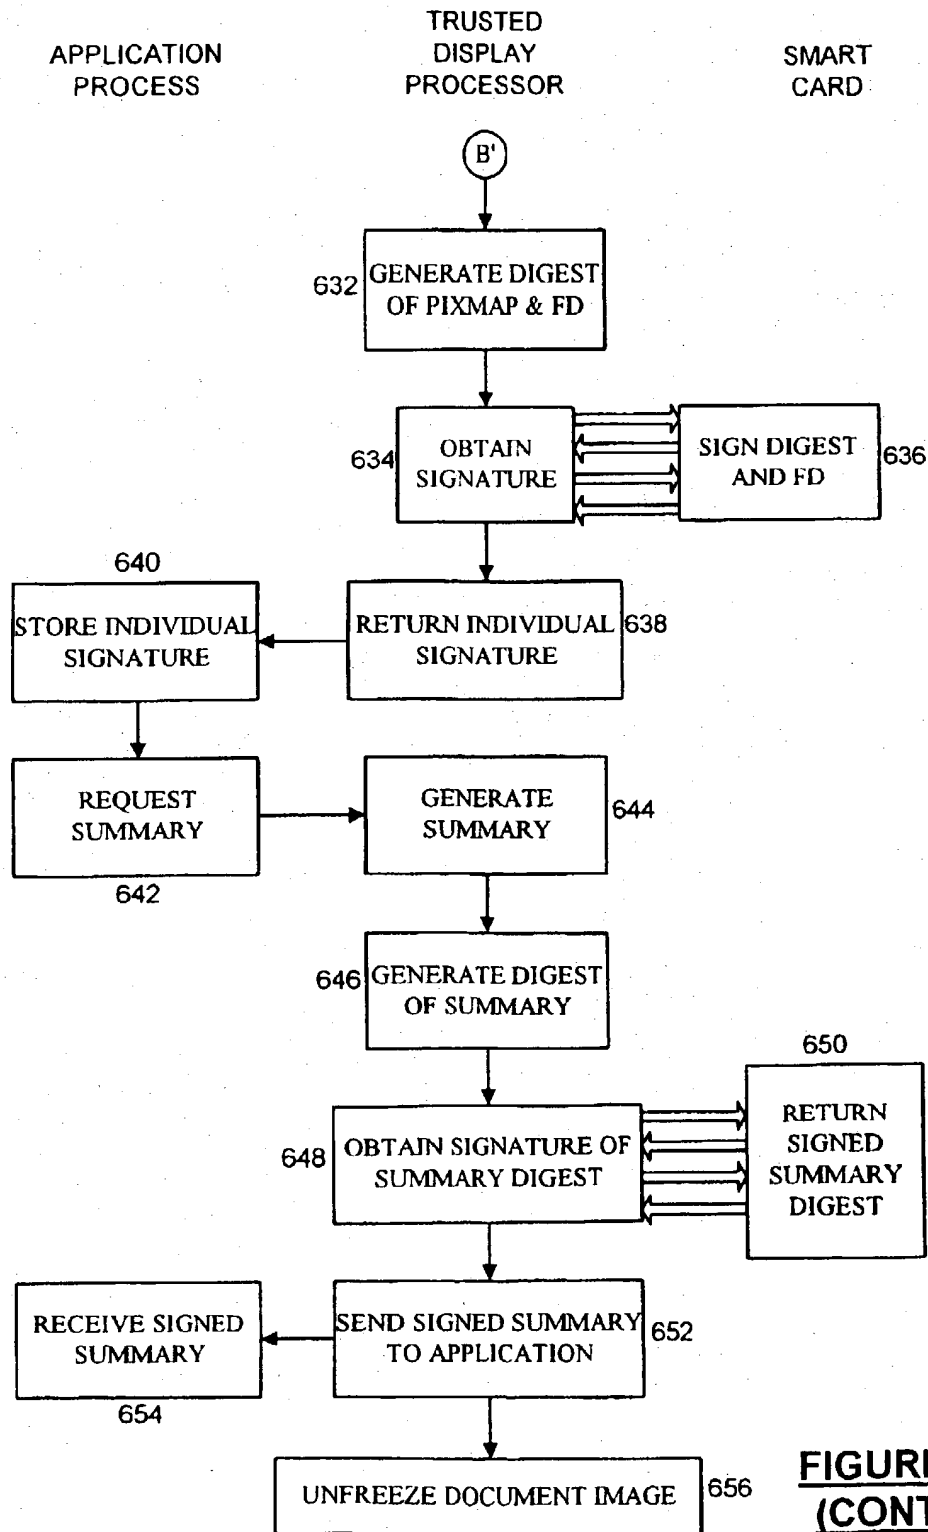 APPLICATION
PROCESS
TRUSTED
DISPLAY
PROCESSOR
SMART
CARD
B'
632
GENERATE DIGEST
OF PIXMAP & FD
634
OBTAIN
SIGNATURE
SIGN DIGEST
AND FD
636
640
STORE INDIVIDUAL
SIGNATURE
RETURN INDIVIDUAL
SIGNATURE
638
REQUEST
SUMMARY
642
GENERATE
SUMMARY
644
646
GENERATE DIGEST
OF SUMMARY
648
OBTAIN SIGNATURE OF
SUMMARY DIGEST
650
RETURN
SIGNED
SUMMARY
DIGEST
RECEIVE SIGNED
SUMMARY
654
SEND SIGNED SUMMARY
TO APPLICATION
652
UNFREEZE DOCUMENT IMAGE
656
FIGUR
(CONT